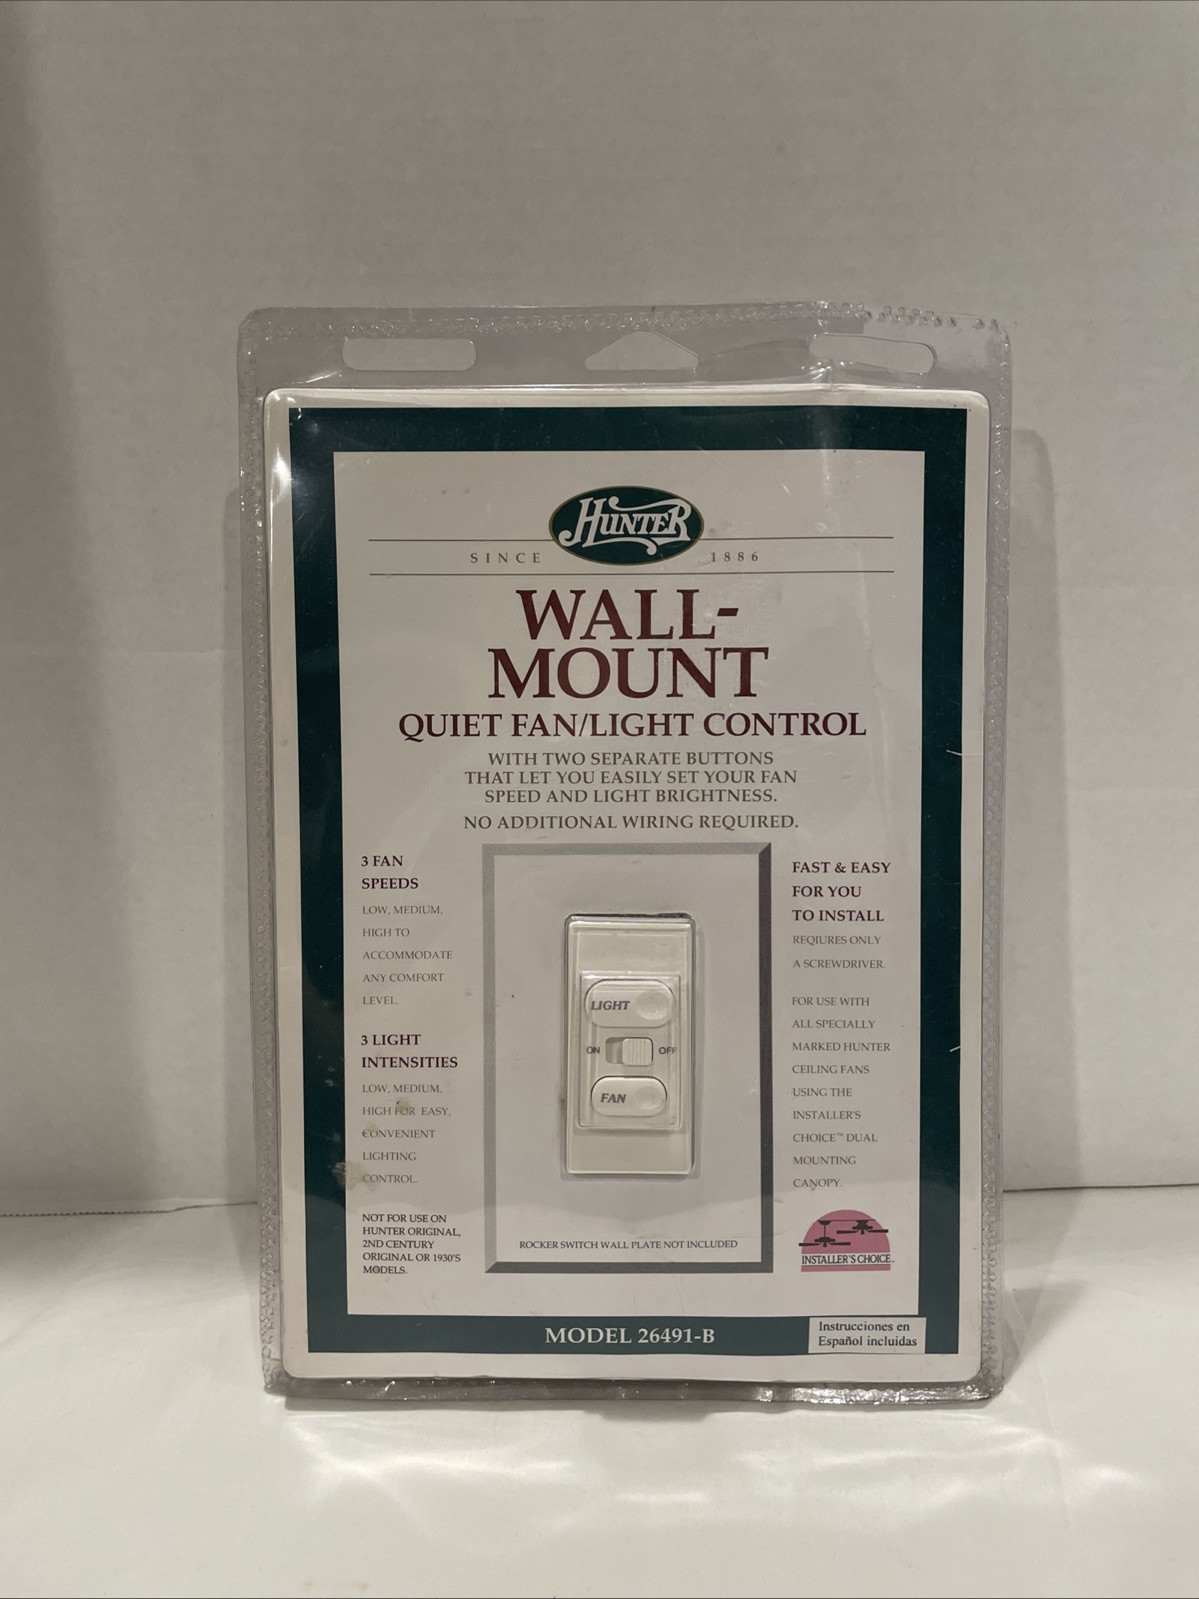 HUNTER
SINCE 1886
WALL-
MOUNT
QUIET FAN/LIGHT CONTROL
WITH TWO SEPARATE BUTTONS
THAT LET YOU EASILY SET YOUR FAN
SPEED AND LIGHT BRIGHTNESS.
NO ADDITIONAL WIRING REQUIRED.
3 FAN
SPEEDS
LOW, MEDIUM,
HIGH TO
ACCOMMODATE
ANY COMFORT
LEVEL.
3 LIGHT
INTENSITIES
LOW, MEDIUM,
HIGH FOR EASY,
CONVENIENT
LIGHTING
CONTROL.
NOT FOR USE ON
HUNTER ORIGINAL,
2ND CENTURY
ORIGINAL OR 1930'S
MODELS.
LIGHT
ON OFF
FAN
ROCKER SWITCH WALL PLATE NOT INCLUDED
FAST & EASY
FOR YOU
TO INSTALL
REQIURES ONLY
A SCREWDRIVER.
FOR USE WITH
ALL SPECIALLY
MARKED HUNTER
CEILING FANS
USING THE
INSTALLER'S
CHOICE™ DUAL
MOUNTING
CANOPY.
INSTALLER'S CHOICE™
MODEL 26491-B
Instrucciones en
Español incluidas